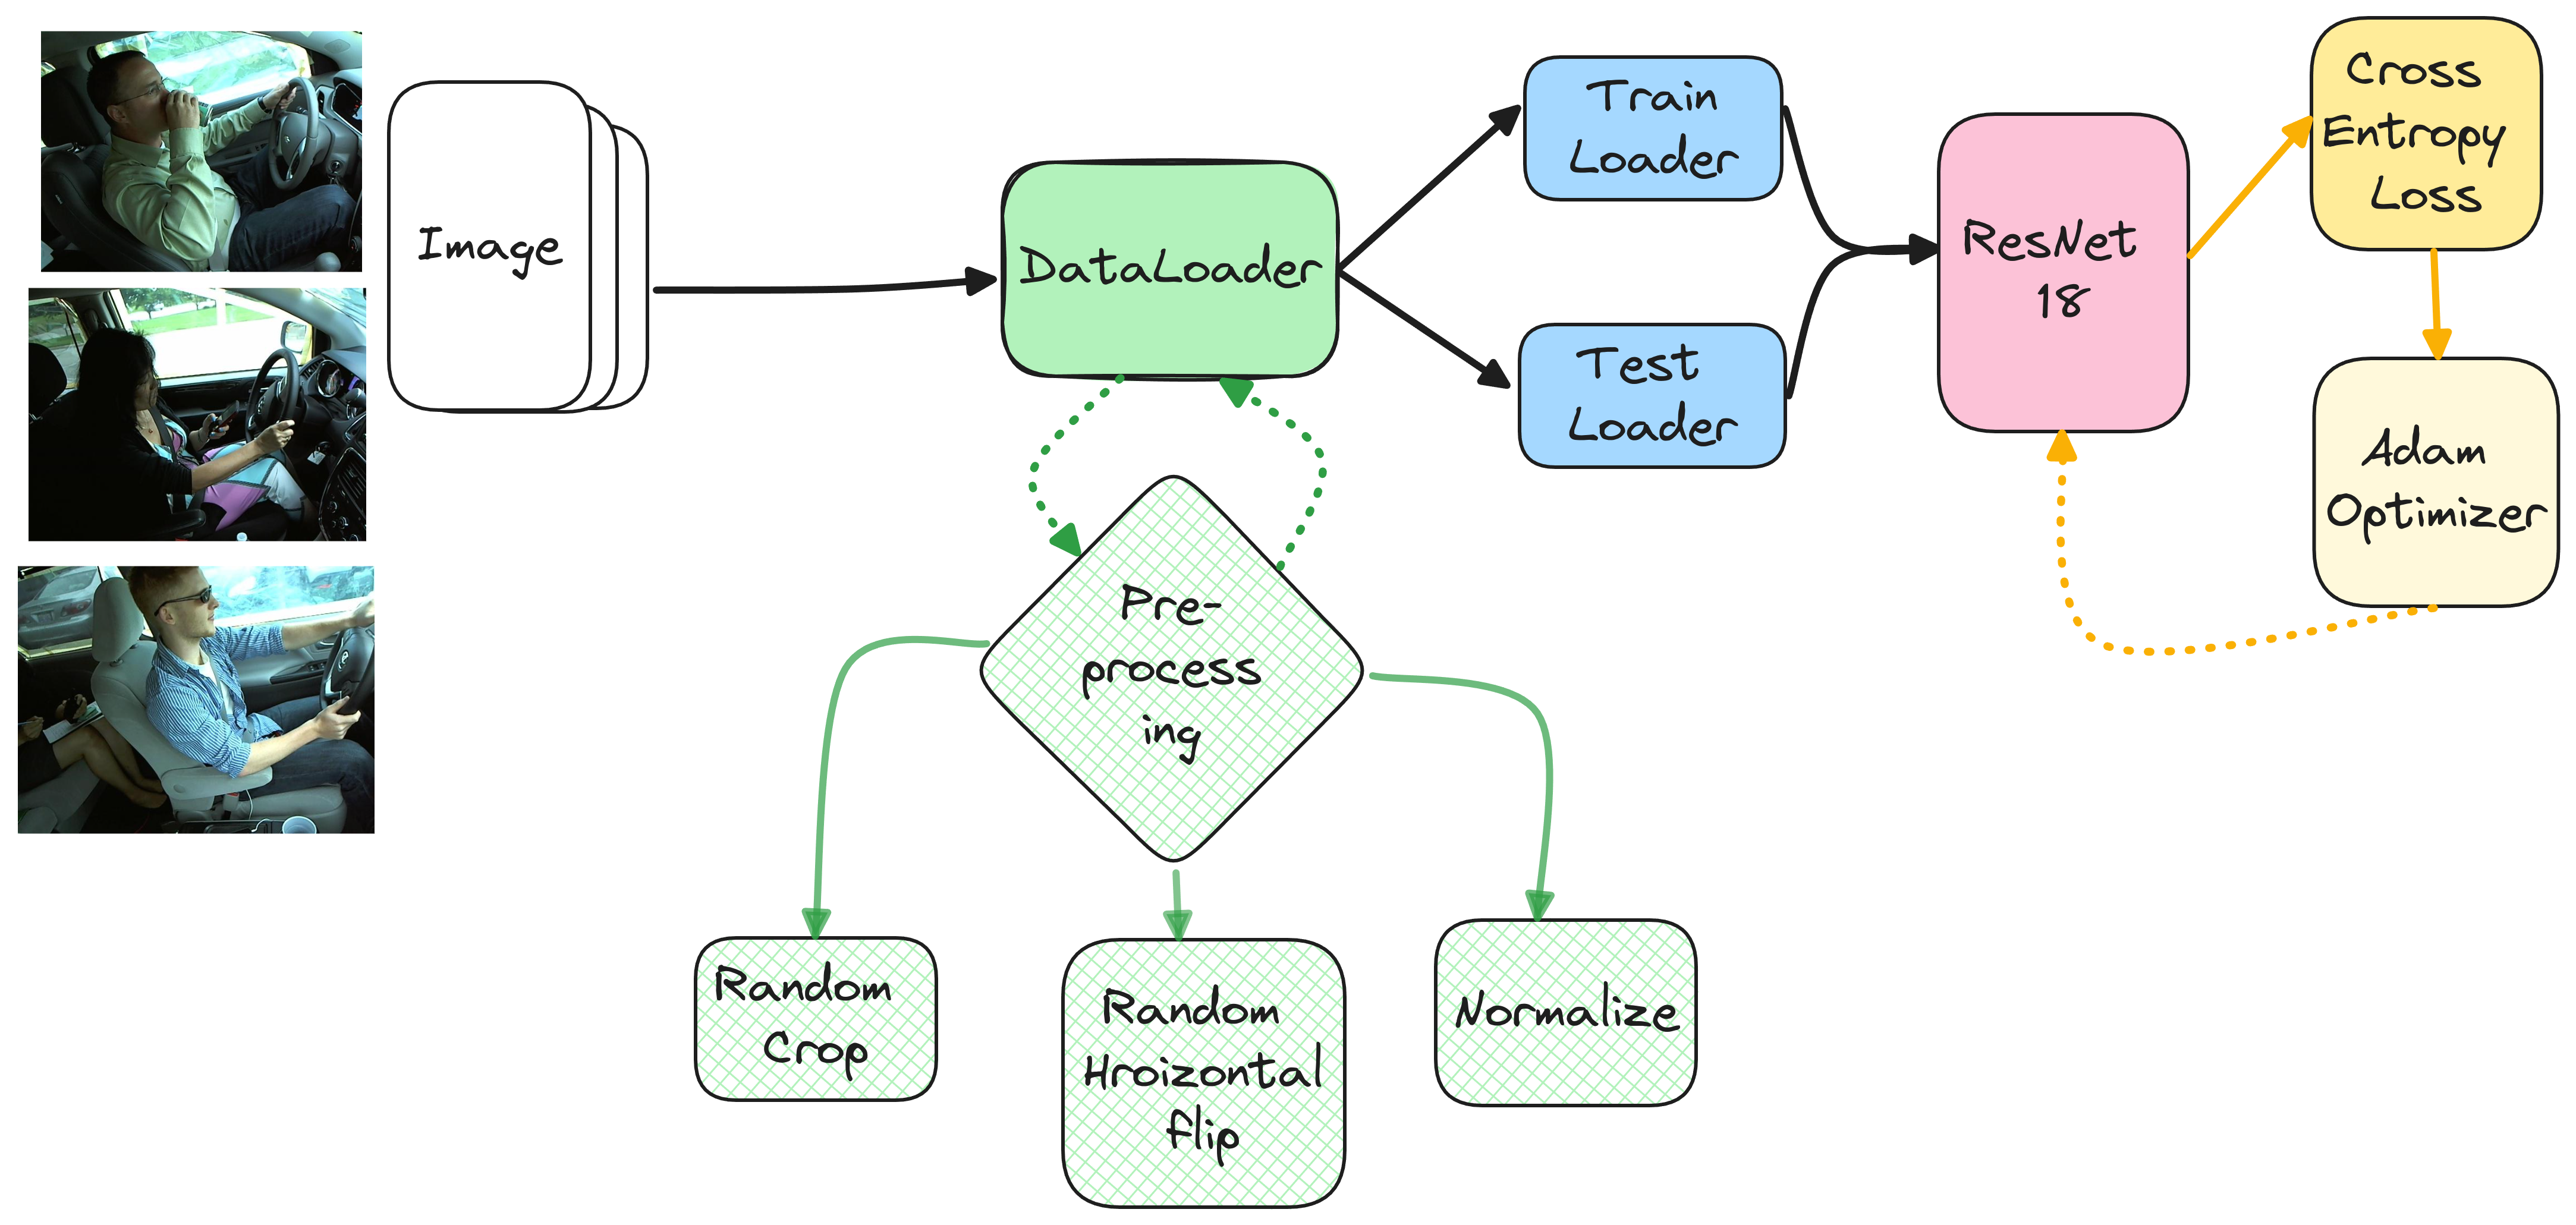 Image
DataLoader
Train
Loader
Test
Loader
ResNet
18
Cross
Entropy
Loss
Adam
Optimizer
Pre-
process
ing
Random
Crop
Random
Hroizontal
flip
Normalize